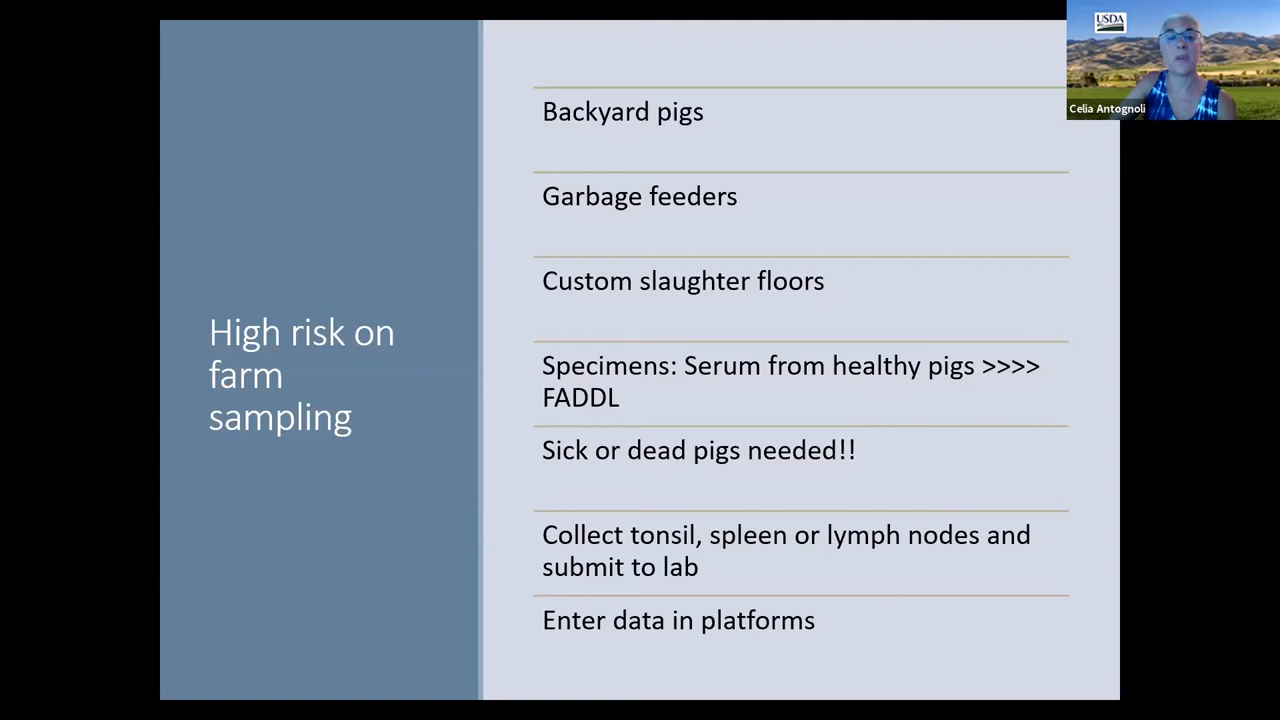 High risk on
farm
sampling
Backyard pigs
Garbage feeders
Custom slaughter floors
Specimens: Serum from healthy pigs >>>>
FADDL
Sick or dead pigs needed!!
Collect tonsil, spleen or lymph nodes and
submit to lab
Enter data in platforms
USDA
Celia Antognoli